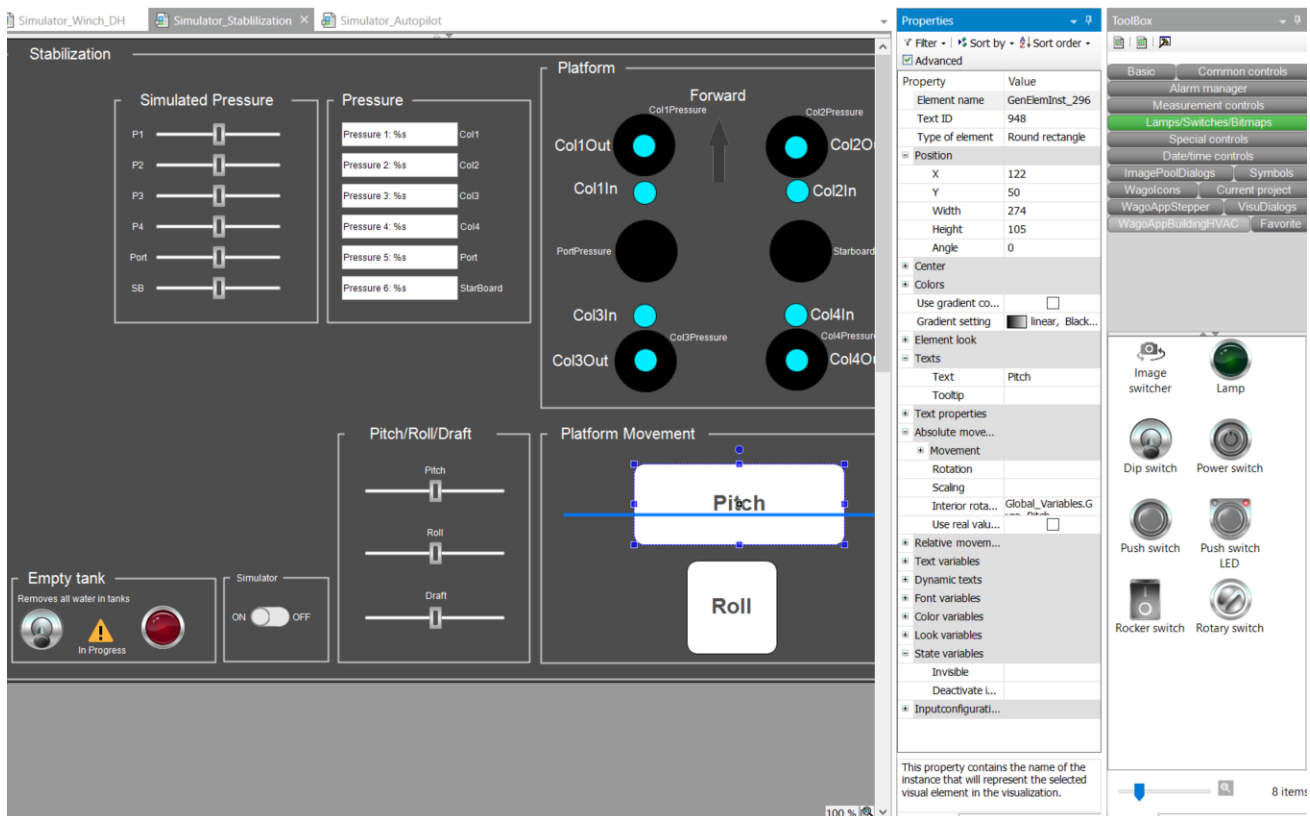 Simulator_Winch_DH
Simulator_Stablilization
Simulator_Autopilot
Stabilization
Simulated Pressure
P1
P2
P3
P4
Port
SB
Pressure
Pressure 1: %s
Col1
Pressure 2: %s
Col2
Pressure 3: %s
Col3
Pressure 4: %s
Col4
Pressure 5: %s
Port
Pressure 6: %s
StarBoard
Platform
Forward
Col1Pressure
Col2Pressure
Col1Out
Col2Ou
Col1In
Col2In
PortPressure
Starboard
Col3In
Col4In
Col3Pressure
Col4Pressur
Col3Out
Col4O
Pitch/Roll/Draft
Pitch
Roll
Draft
Platform Movement
Pitch
Roll
Empty tank
Removes all water in tanks
In Progress
Simulator
ON
OFF
100 %
Properties
Filter
Sort by
Sort order
Advanced
Property Value
Element name GenElemInst_296
Text ID 948
Type of element Round rectangle
Position
X 122
Y 50
Width 274
Height 105
Angle 0
Center
Colors
Use gradient co...
Gradient setting linear, Black...
Element look
Texts
Text Pitch
Tooltip
Text properties
Absolute move...
Movement
Rotation
Scaling
Interior rota... Global_Variables.G
Use real valu...
Relative movem...
Text variables
Dynamic texts
Font variables
Color variables
Look variables
State variables
Invisible
Deactivate i...
Inputconfigurati...
This property contains the name of the
instance that will represent the selected
visual element in the visualization.
ToolBox
Basic Common controls
Alarm manager
Measurement controls
Lamps/Switches/Bitmaps
Special controls
Date/time controls
ImagePoolDialogs Symbols
WagoIcons Current project
WagoAppStepper VisuDialogs
WagoAppBuildingHVAC Favorite
Image
switcher
Lamp
Dip switch
Power switch
Push switch
Push switch
LED
Rocker switch
Rotary switch
8 items